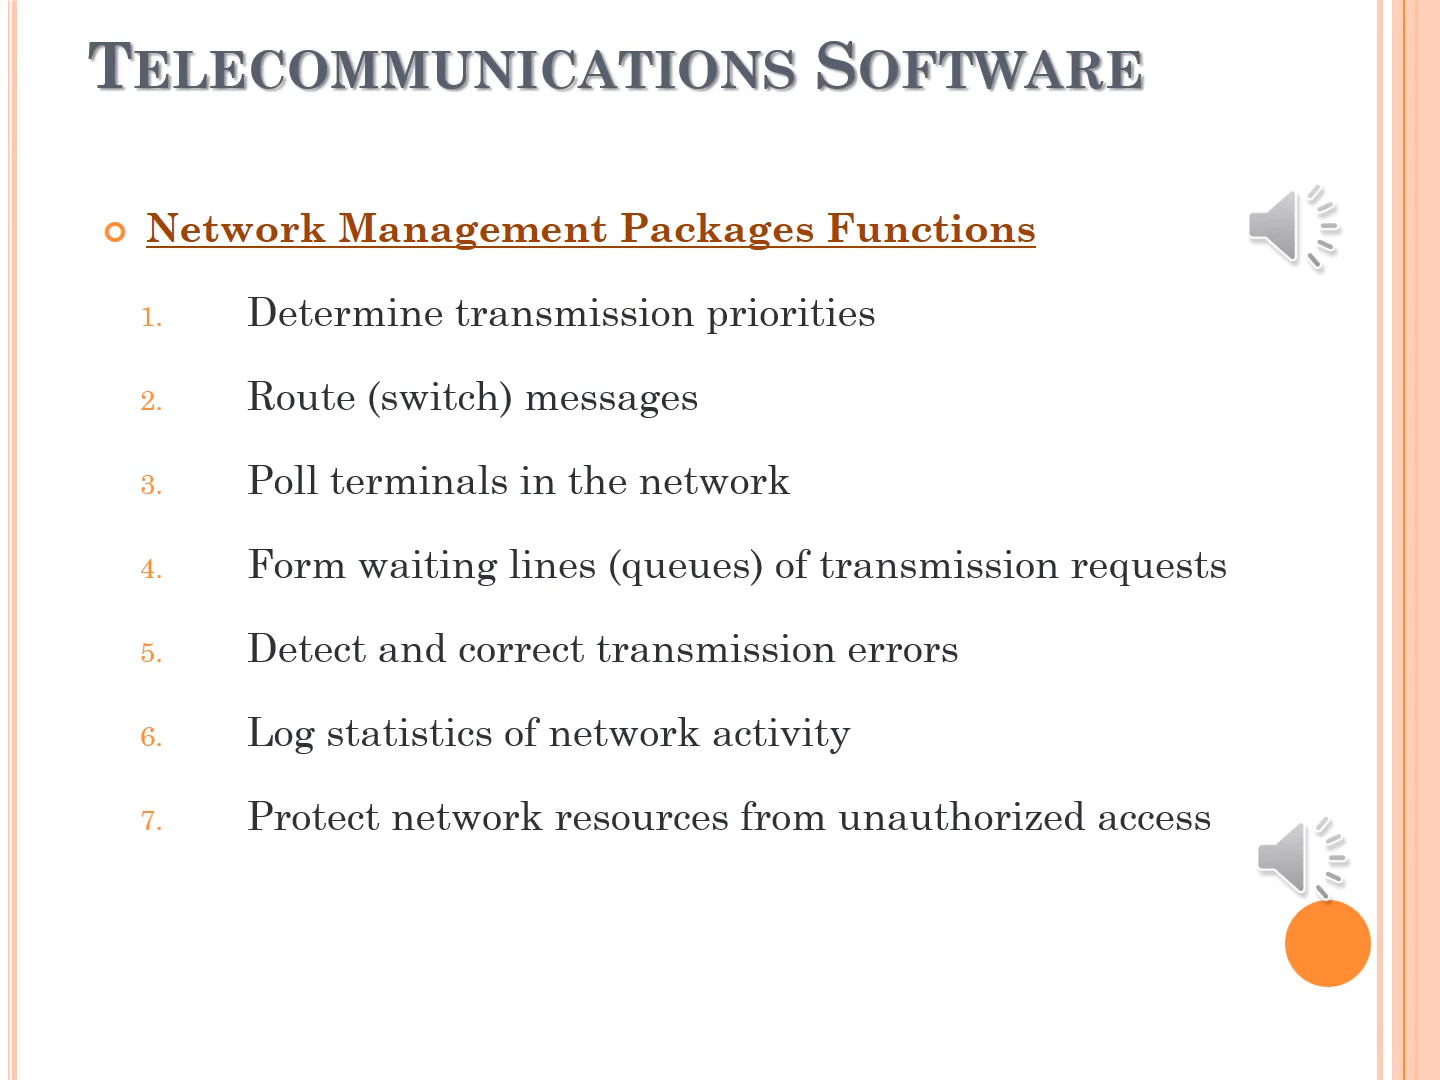 TELECOMMUNICATIONS SOFTWARE
Network Management Packages Functions
1. Determine transmission priorities
2. Route (switch) messages
3. Poll terminals in the network
4. Form waiting lines (queues) of transmission requests
5. Detect and correct transmission errors
6. Log statistics of network activity
7. Protect network resources from unauthorized access